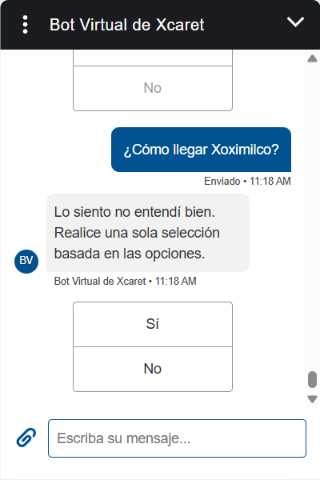 Bot Virtual de Xcaret
No
¿Cómo llegar Xoximilco?
Enviado • 11:18 AM
Lo siento no entendí bien.
Realice una sola selección
basada en las opciones.
BV
Bot Virtual de Xcaret • 11:18 AM
Sí
No
Escriba su mensaje...